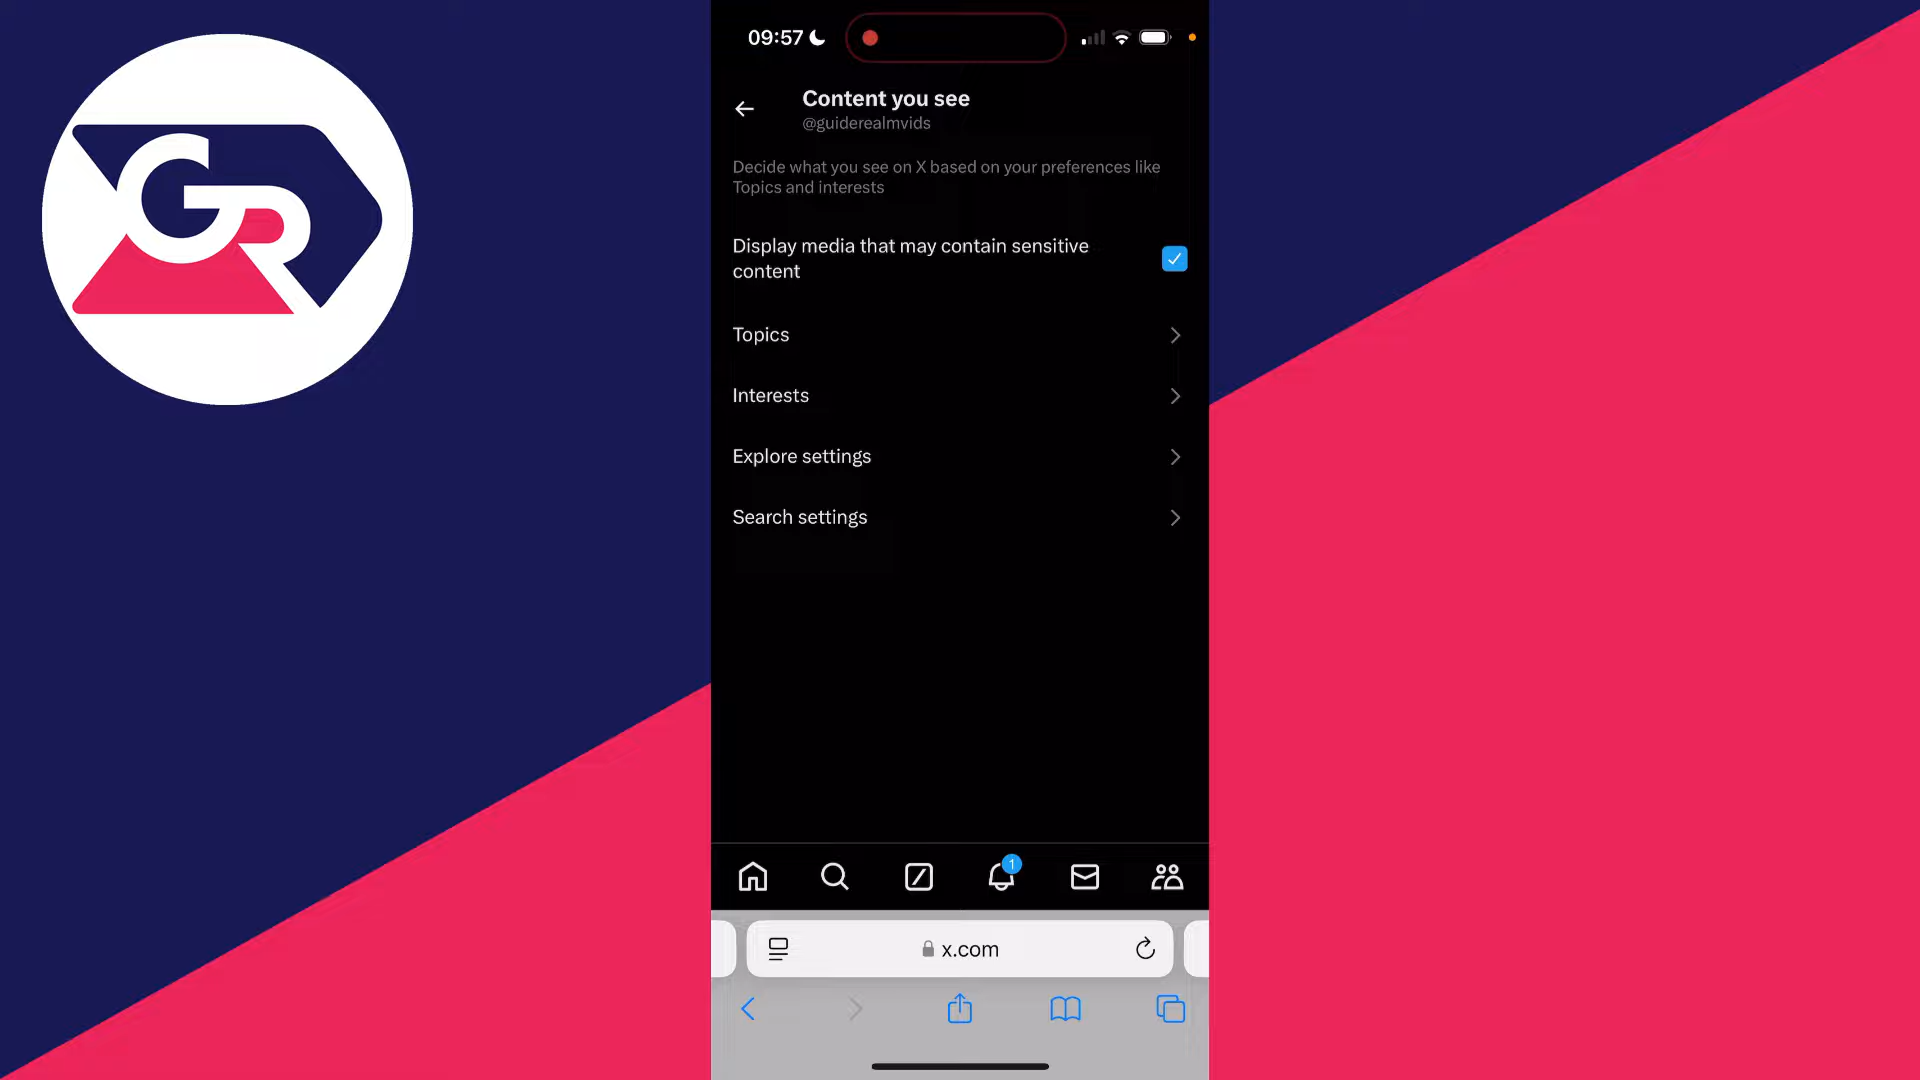 GR
09:57
Content you see
@guiderealmvids
Decide what you see on X based on your preferences like
Topics and interests
Display media that may contain sensitive
content
Topics
Interests
Explore settings
Search settings
1
x.com